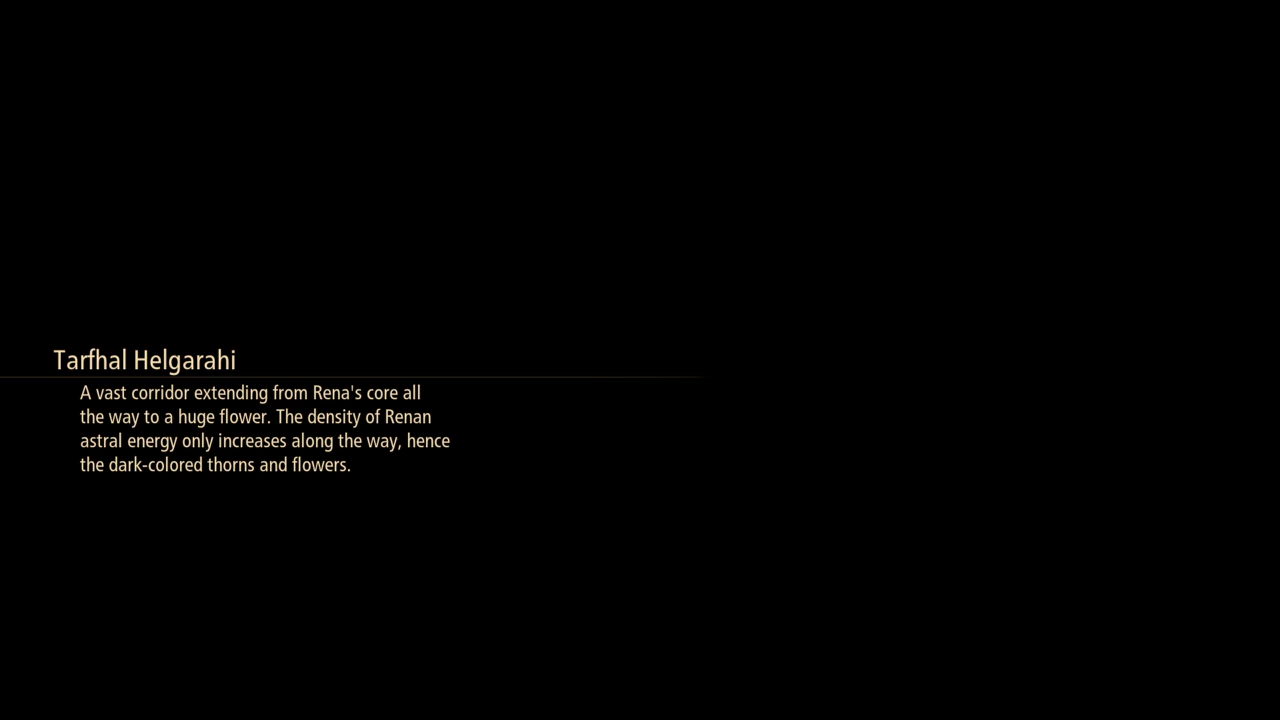 Tarfhal Helgarahi
A vast corridor extending from Rena's core all
the way to a huge flower. The density of Renan
astral energy only increases along the way, hence
the dark-colored thorns and flowers.